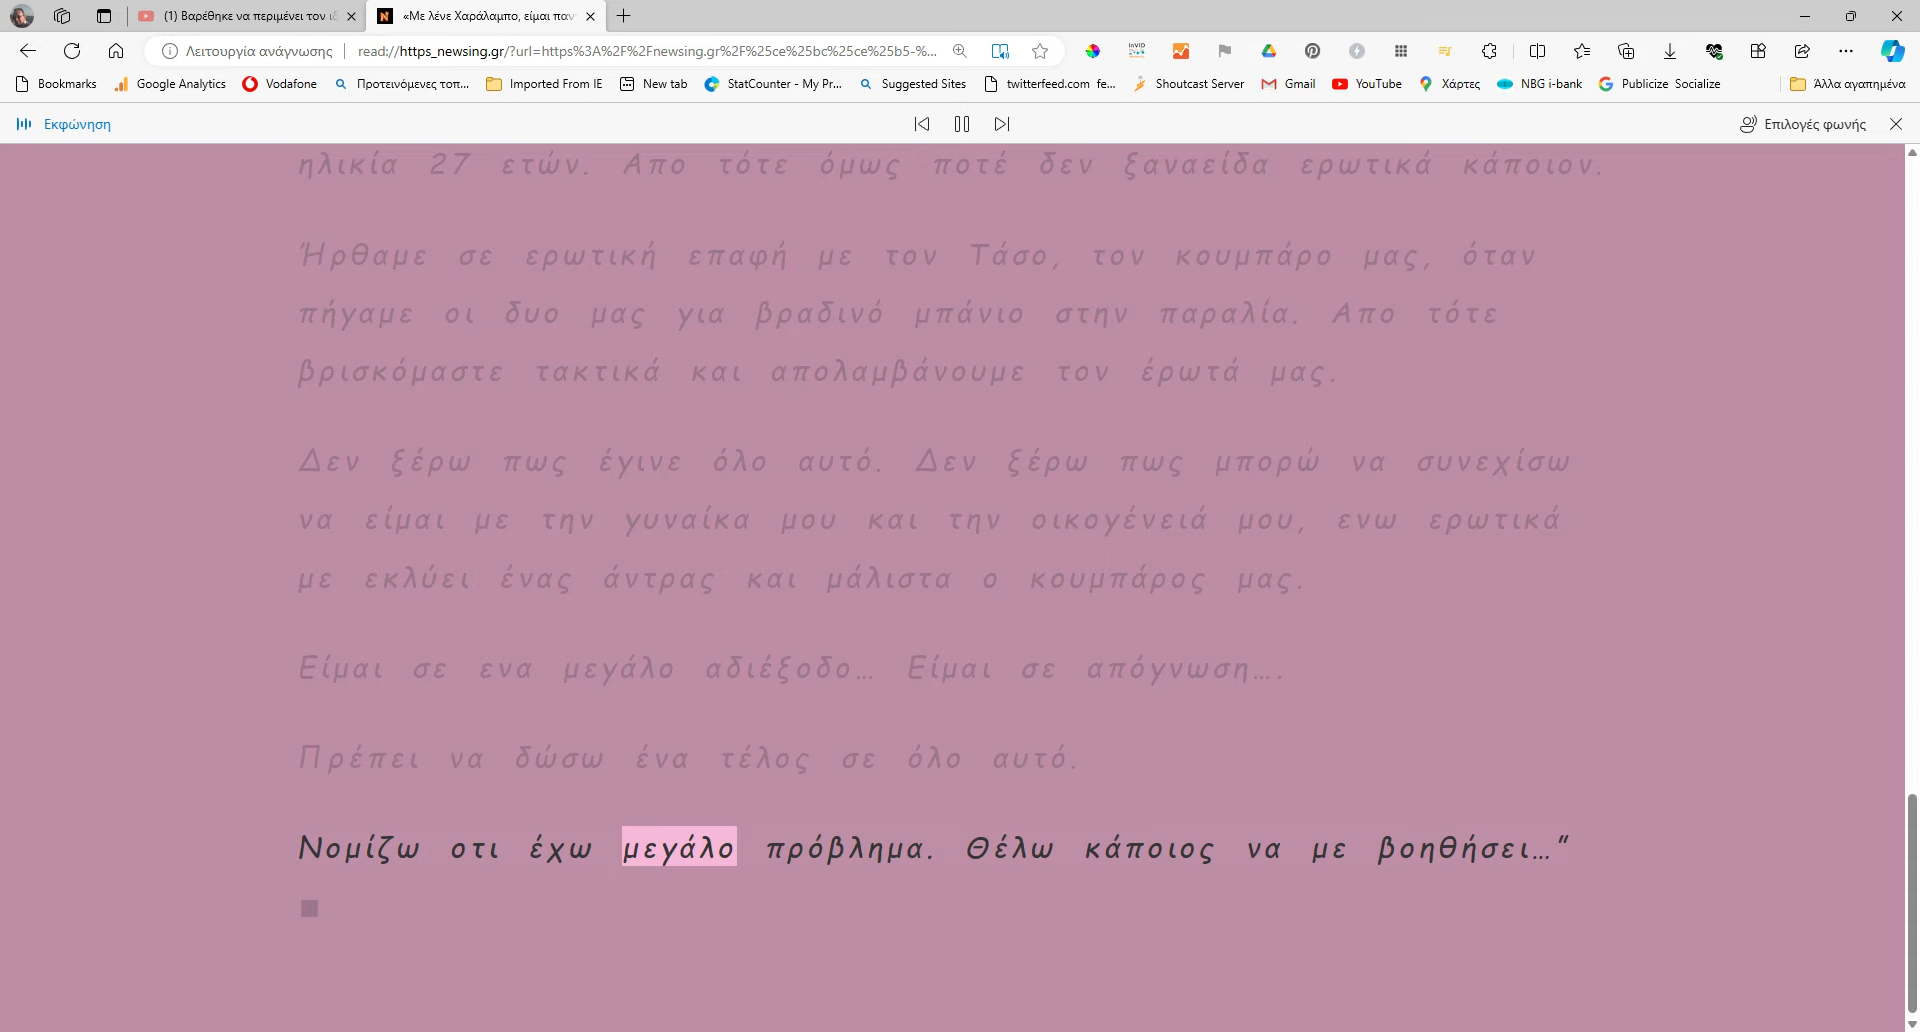 (1) Βαρέθηκε να περιμένει τον ιδ
«Με λένε Χαράλαμπο, είμαι παν
Λειτουργία ανάγνωσης
read://https_newsing.gr/?url=https%3A%2F%2Fnewsing.gr%2F%25ce%25bc%25ce%25b5-%...
Bookmarks Google Analytics Vodafone Προτεινόμενες τοπ... Imported From IE New tab StatCounter - My Pr... Suggested Sites twitterfeed.com fe... Shoutcast Server Gmail YouTube Χάρτες NBG i-bank Publicize Socialize Άλλα αγαπημένα
Εκφώνηση Επιλογές φωνής
ηλικία 27 ετών. Απο τότε όμως ποτέ δεν ξαναείδα ερωτικά κάποιον.
Ήρθαμε σε ερωτική επαφή με τον Τάσο, τον κουμπάρο μας, όταν
πήγαμε οι δυο μας για βραδινό μπάνιο στην παραλία. Απο τότε
βρισκόμαστε τακτικά και απολαμβάνουμε τον έρωτά μας.
Δεν ξέρω πως έγινε όλο αυτό. Δεν ξέρω πως μπορώ να συνεχίσω
να είμαι με την γυναίκα μου και την οικογένειά μου, ενω ερωτικά
με εκλύει ένας άντρας και μάλιστα ο κουμπάρος μας.
Είμαι σε ενα μεγάλο αδιέξοδο… Είμαι σε απόγνωση….
Πρέπει να δώσω ένα τέλος σε όλο αυτό.
Νομίζω οτι έχω μεγάλο πρόβλημα. Θέλω κάποιος να με βοηθήσει…“